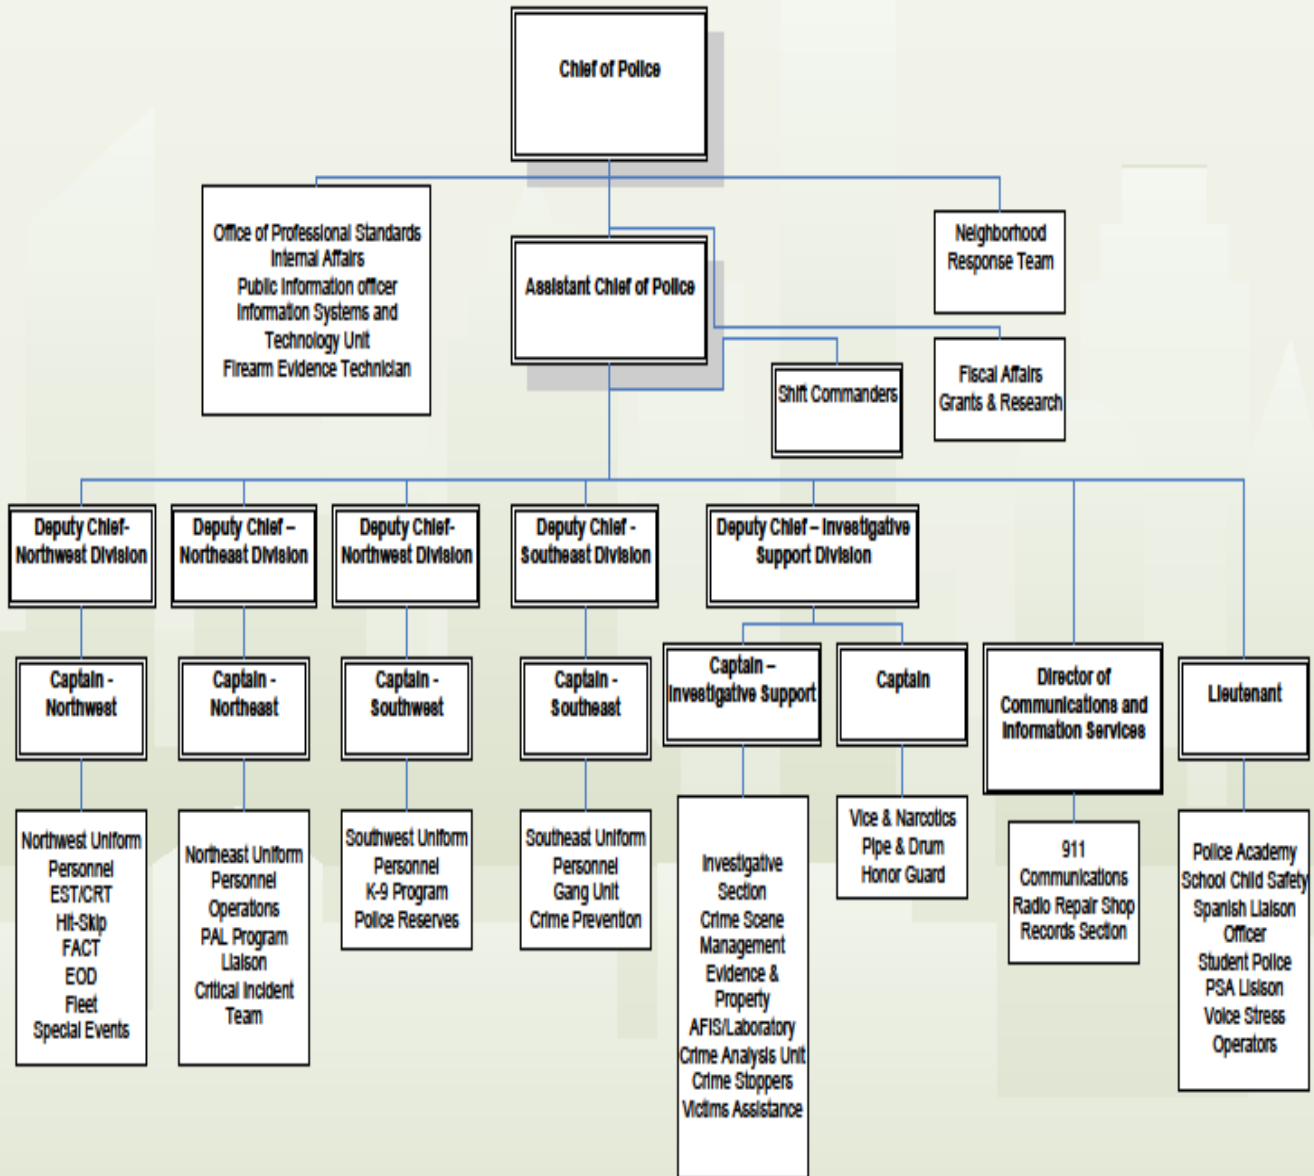 Chief of Police
Office of Professional Standards
Internal Affairs
Public Information officer
Information Systems and
Technology Unit
Firearm Evidence Technician
Assistant Chief of Police
Neighborhood
Response Team
Shift Commanders
Fiscal Affairs
Grants & Research
Deputy Chief-
Northwest Division
Deputy Chief –
Northeast Division
Deputy Chief-
Northwest Division
Deputy Chief -
Southeast Division
Deputy Chief – Investigative
Support Division
Captain -
Northwest
Captain -
Northeast
Captain -
Southwest
Captain -
Southeast
Captain –
Investigative Support
Captain
Director of
Communications and
Information Services
Lieutenant
Northwest Uniform
Personnel
EST/CRT
Hit-Skip
FACT
EOD
Fleet
Special Events
Northeast Uniform
Personnel
Operations
PAL Program
Liaison
Critical Incident
Team
Southwest Uniform
Personnel
K-9 Program
Police Reserves
Southeast Uniform
Personnel
Gang Unit
Crime Prevention
Investigative
Section
Crime Scene
Management
Evidence &
Property
AFIS/Laboratory
Crime Analysis Unit
Crime Stoppers
Victims Assistance
Vice & Narcotics
Pipe & Drum
Honor Guard
911
Communications
Radio Repair Shop
Records Section
Police Academy
School Child Safety
Spanish Liaison
Officer
Student Police
PSA Lisison
Voice Stress
Operators